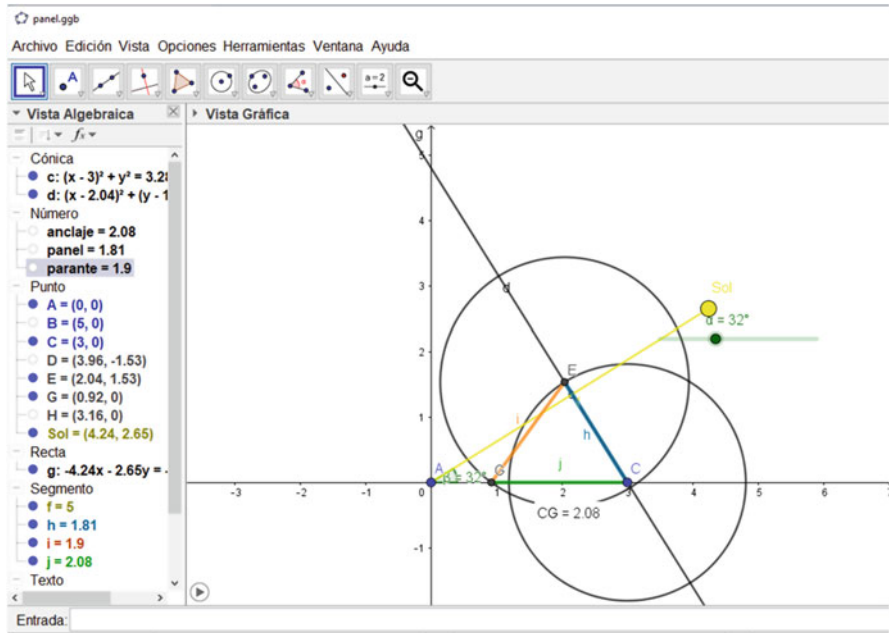 panel.ggb
Archivo Edición Vista Opciones Herramientas Ventana Ayuda
A
a=2
Vista Algebraica
Vista Gráfica
fx
Cónica
c: (x - 3)² + y² = 3.28
d: (x - 2.04)² + (y - 1
Número
anclaje = 2.08
panel = 1.81
parante = 1.9
Punto
A = (0, 0)
B = (5, 0)
C = (3, 0)
D = (3.96, -1.53)
E = (2.04, 1.53)
G = (0.92, 0)
H = (3.16, 0)
Sol = (4.24, 2.65)
Recta
g: -4.24x - 2.65y = -
Segmento
f = 5
h = 1.81
i = 1.9
j = 2.08
Texto
g
5
4
3
2
1
-1
d
Sol
α = 32°
E
i
h
A
G
j
C
-3 -2 -1 0 1 2 3 4 5 6 7
CG = 2.08
Entrada: